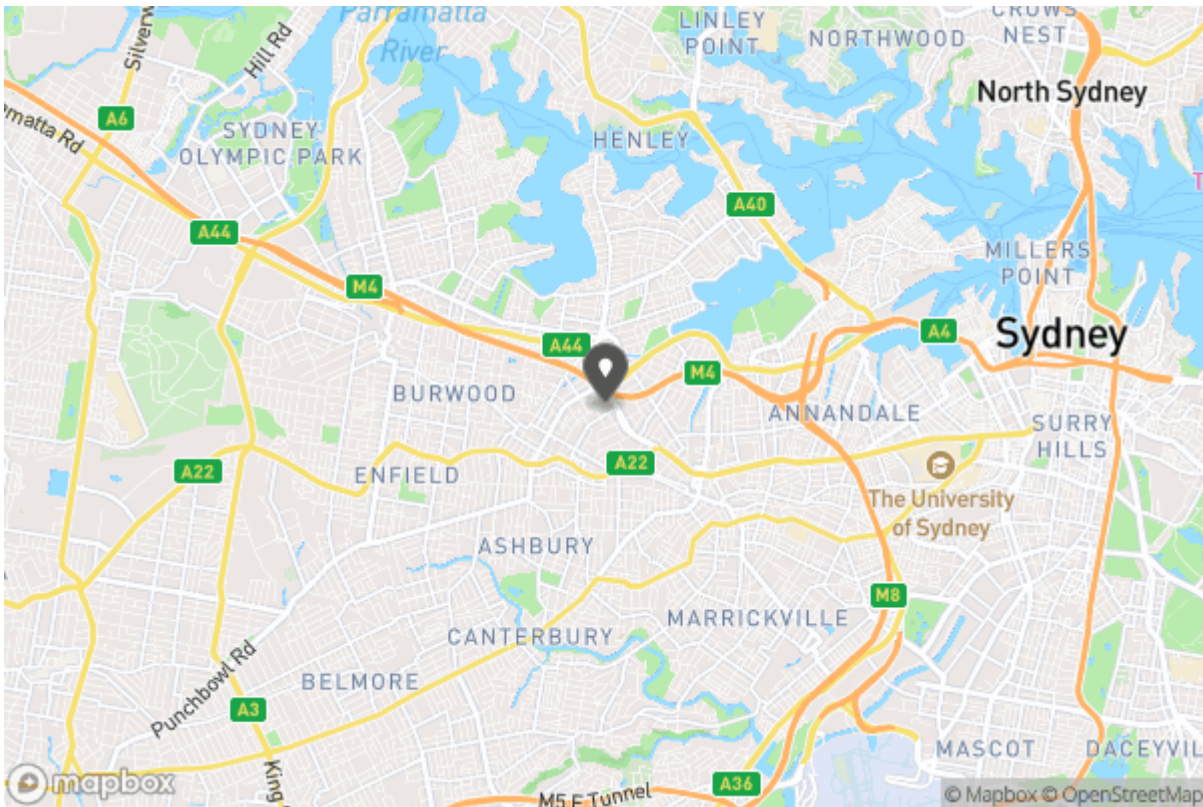 Parramatta
River
LINLEY
POINT
NORTHWOOD
CROWS
NEST
Silverw
Hill Rd
A6
North Sydney
ematta Rd
SYDNEY
OLYMPIC PARK
HENLEY
T
A40
A44
MILLERS
POINT
M4
A44
A4
Sydney
M4
BURWOOD
ANNANDALE
SURRY
HILLS
A22
A22
ENFIELD
The University
of Sydney
ASHBURY
M8
MARRICKVILLE
CANTERBURY
Punchbowl Rd
BELMORE
A3
King
MASCOT
DACEYVIL
A36
M5 E Tunnel
mapbox
© Mapbox © OpenStreetMap